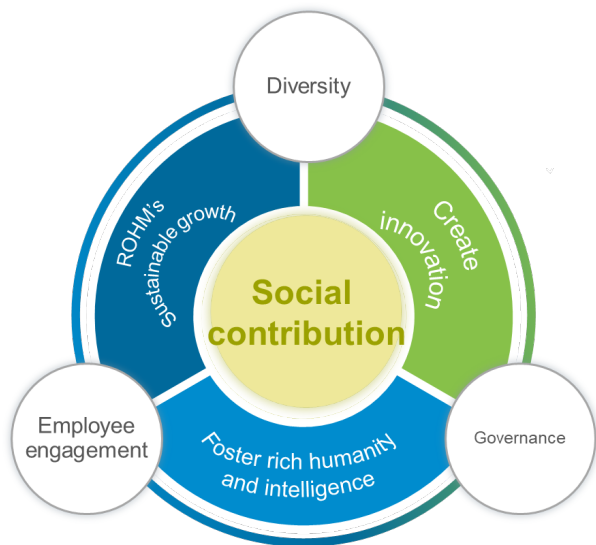 Diversity
ROHM's
Sustainable growth
Create
innovation
Social
contribution
Employee
engagement
Foster rich humanity
and intelligence
Governance